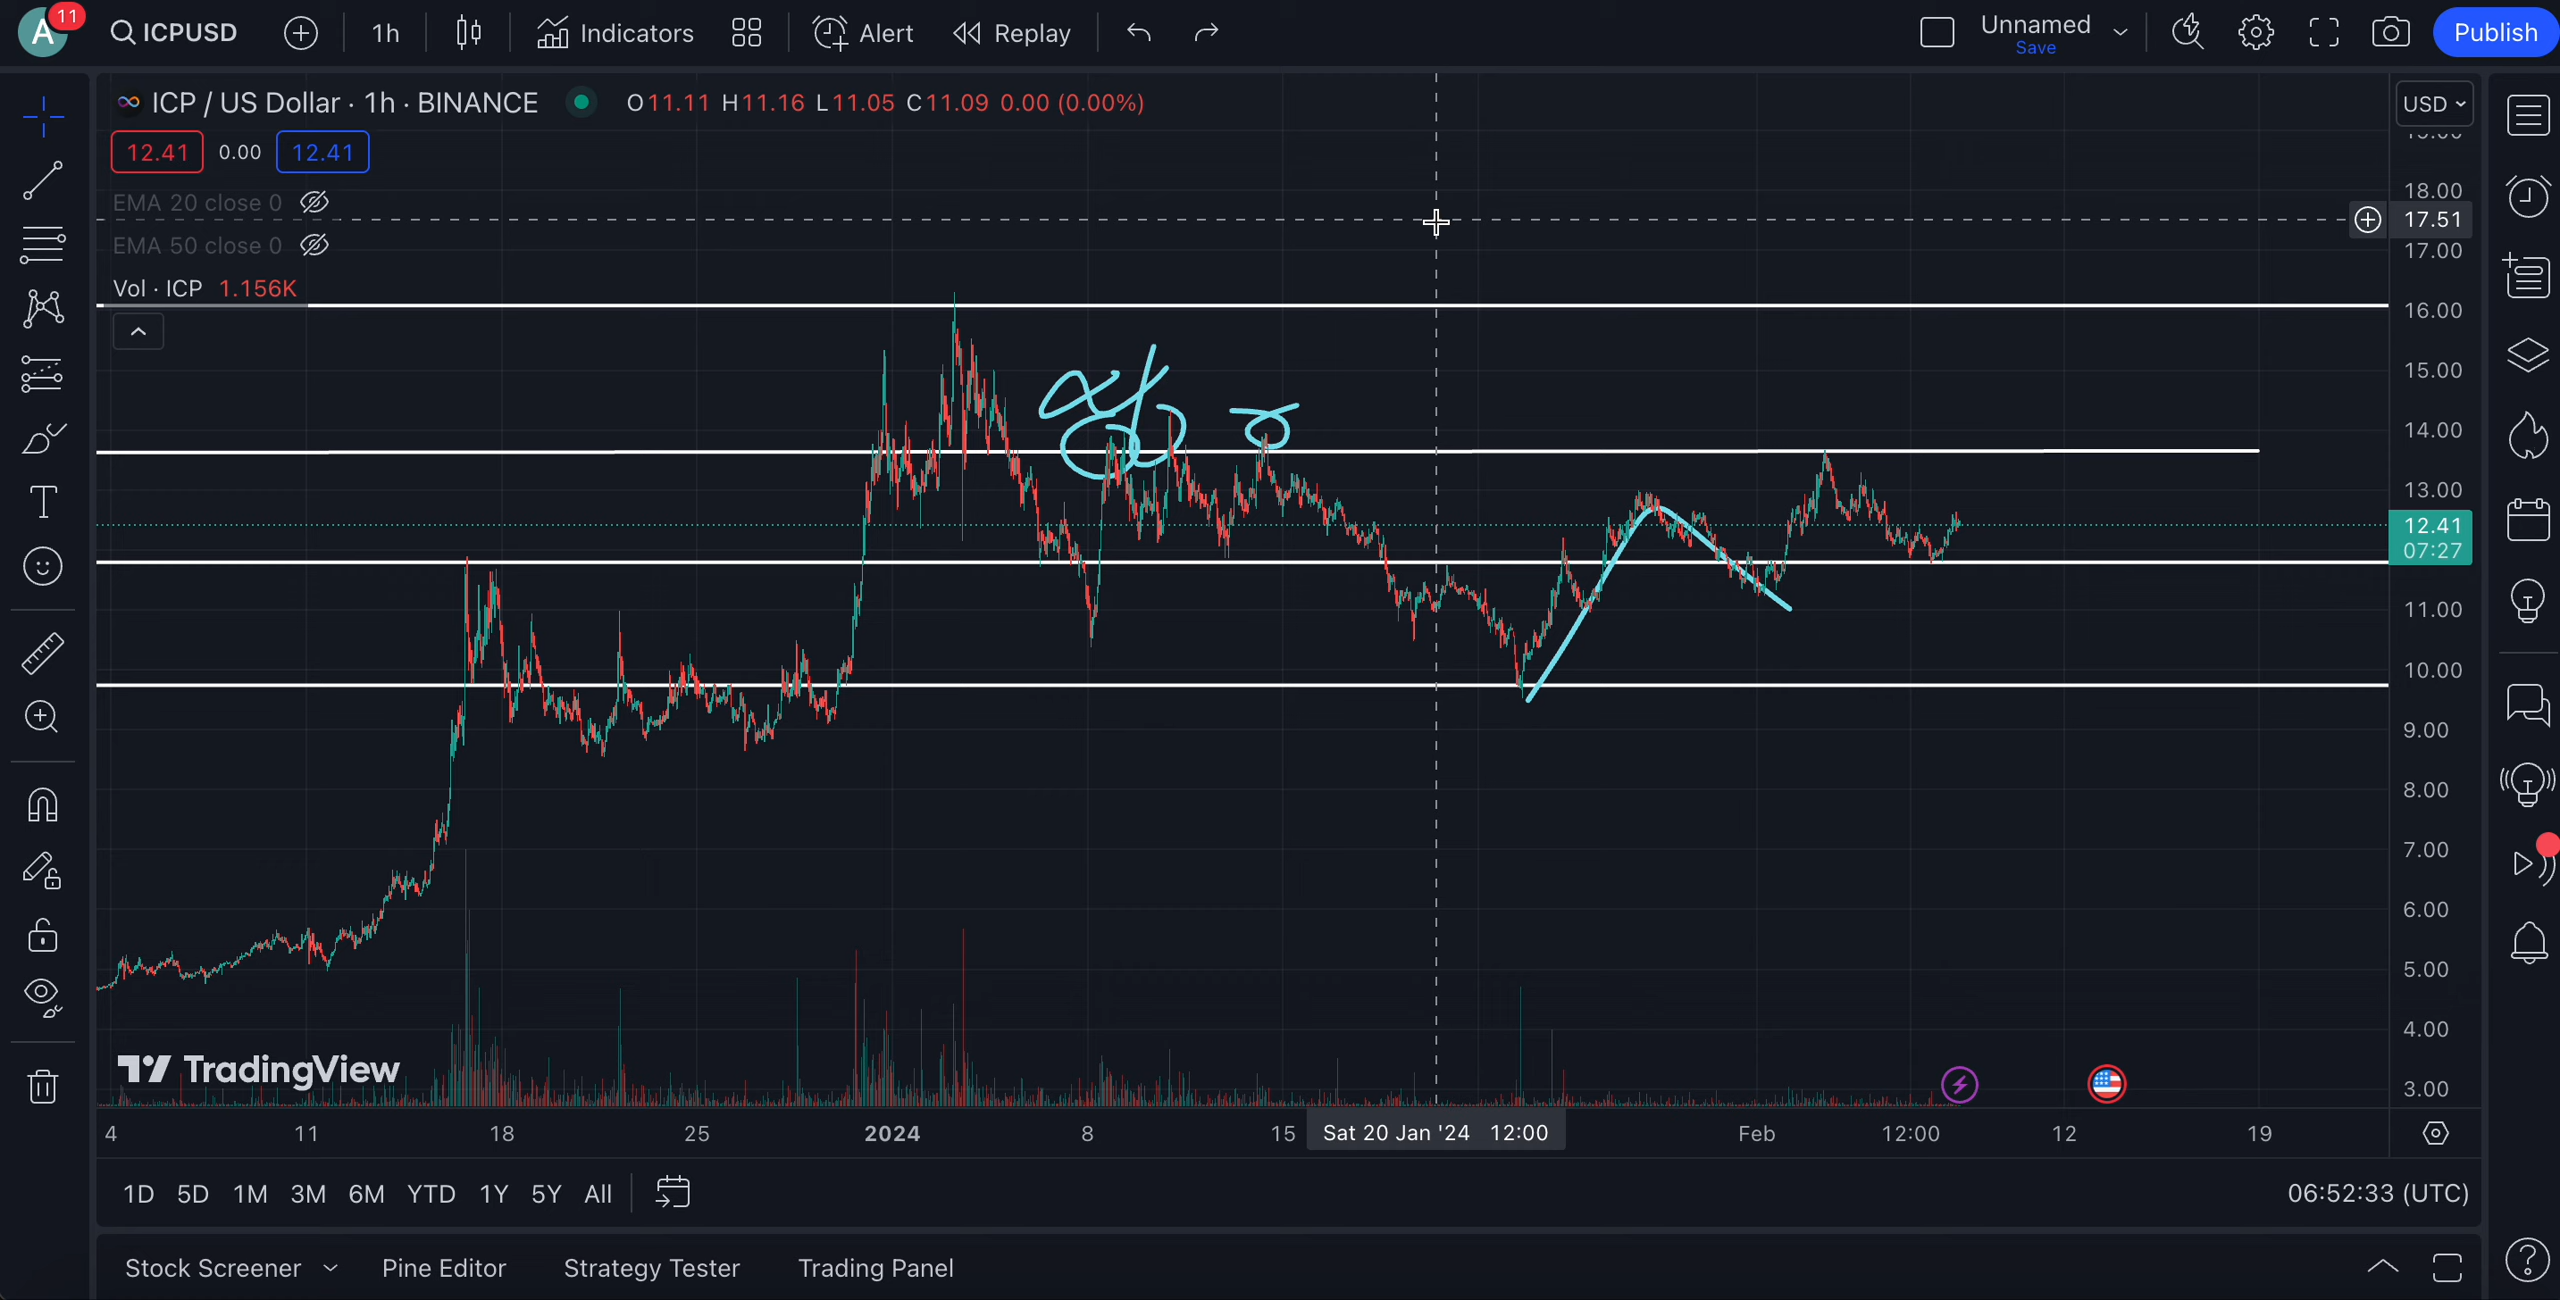 A 11 ICPUSD 1h Indicators Alert Replay Unnamed Save Publish
ICP / US Dollar · 1h · BINANCE O11.11 H11.16 L11.05 C11.09 0.00 (0.00%) USD
12.41 0.00 12.41
EMA 20 close 0
EMA 50 close 0
Vol · ICP 1.156K
18.00
17.51
17.00
16.00
15.00
14.00
13.00
12.41
07:27
11.00
10.00
9.00
8.00
7.00
6.00
5.00
4.00
3.00
TradingView
4 11 18 25 2024 8 15 Sat 20 Jan '24 12:00 Feb 12:00 12 19
1D 5D 1M 3M 6M YTD 1Y 5Y All 06:52:33 (UTC)
Stock Screener Pine Editor Strategy Tester Trading Panel